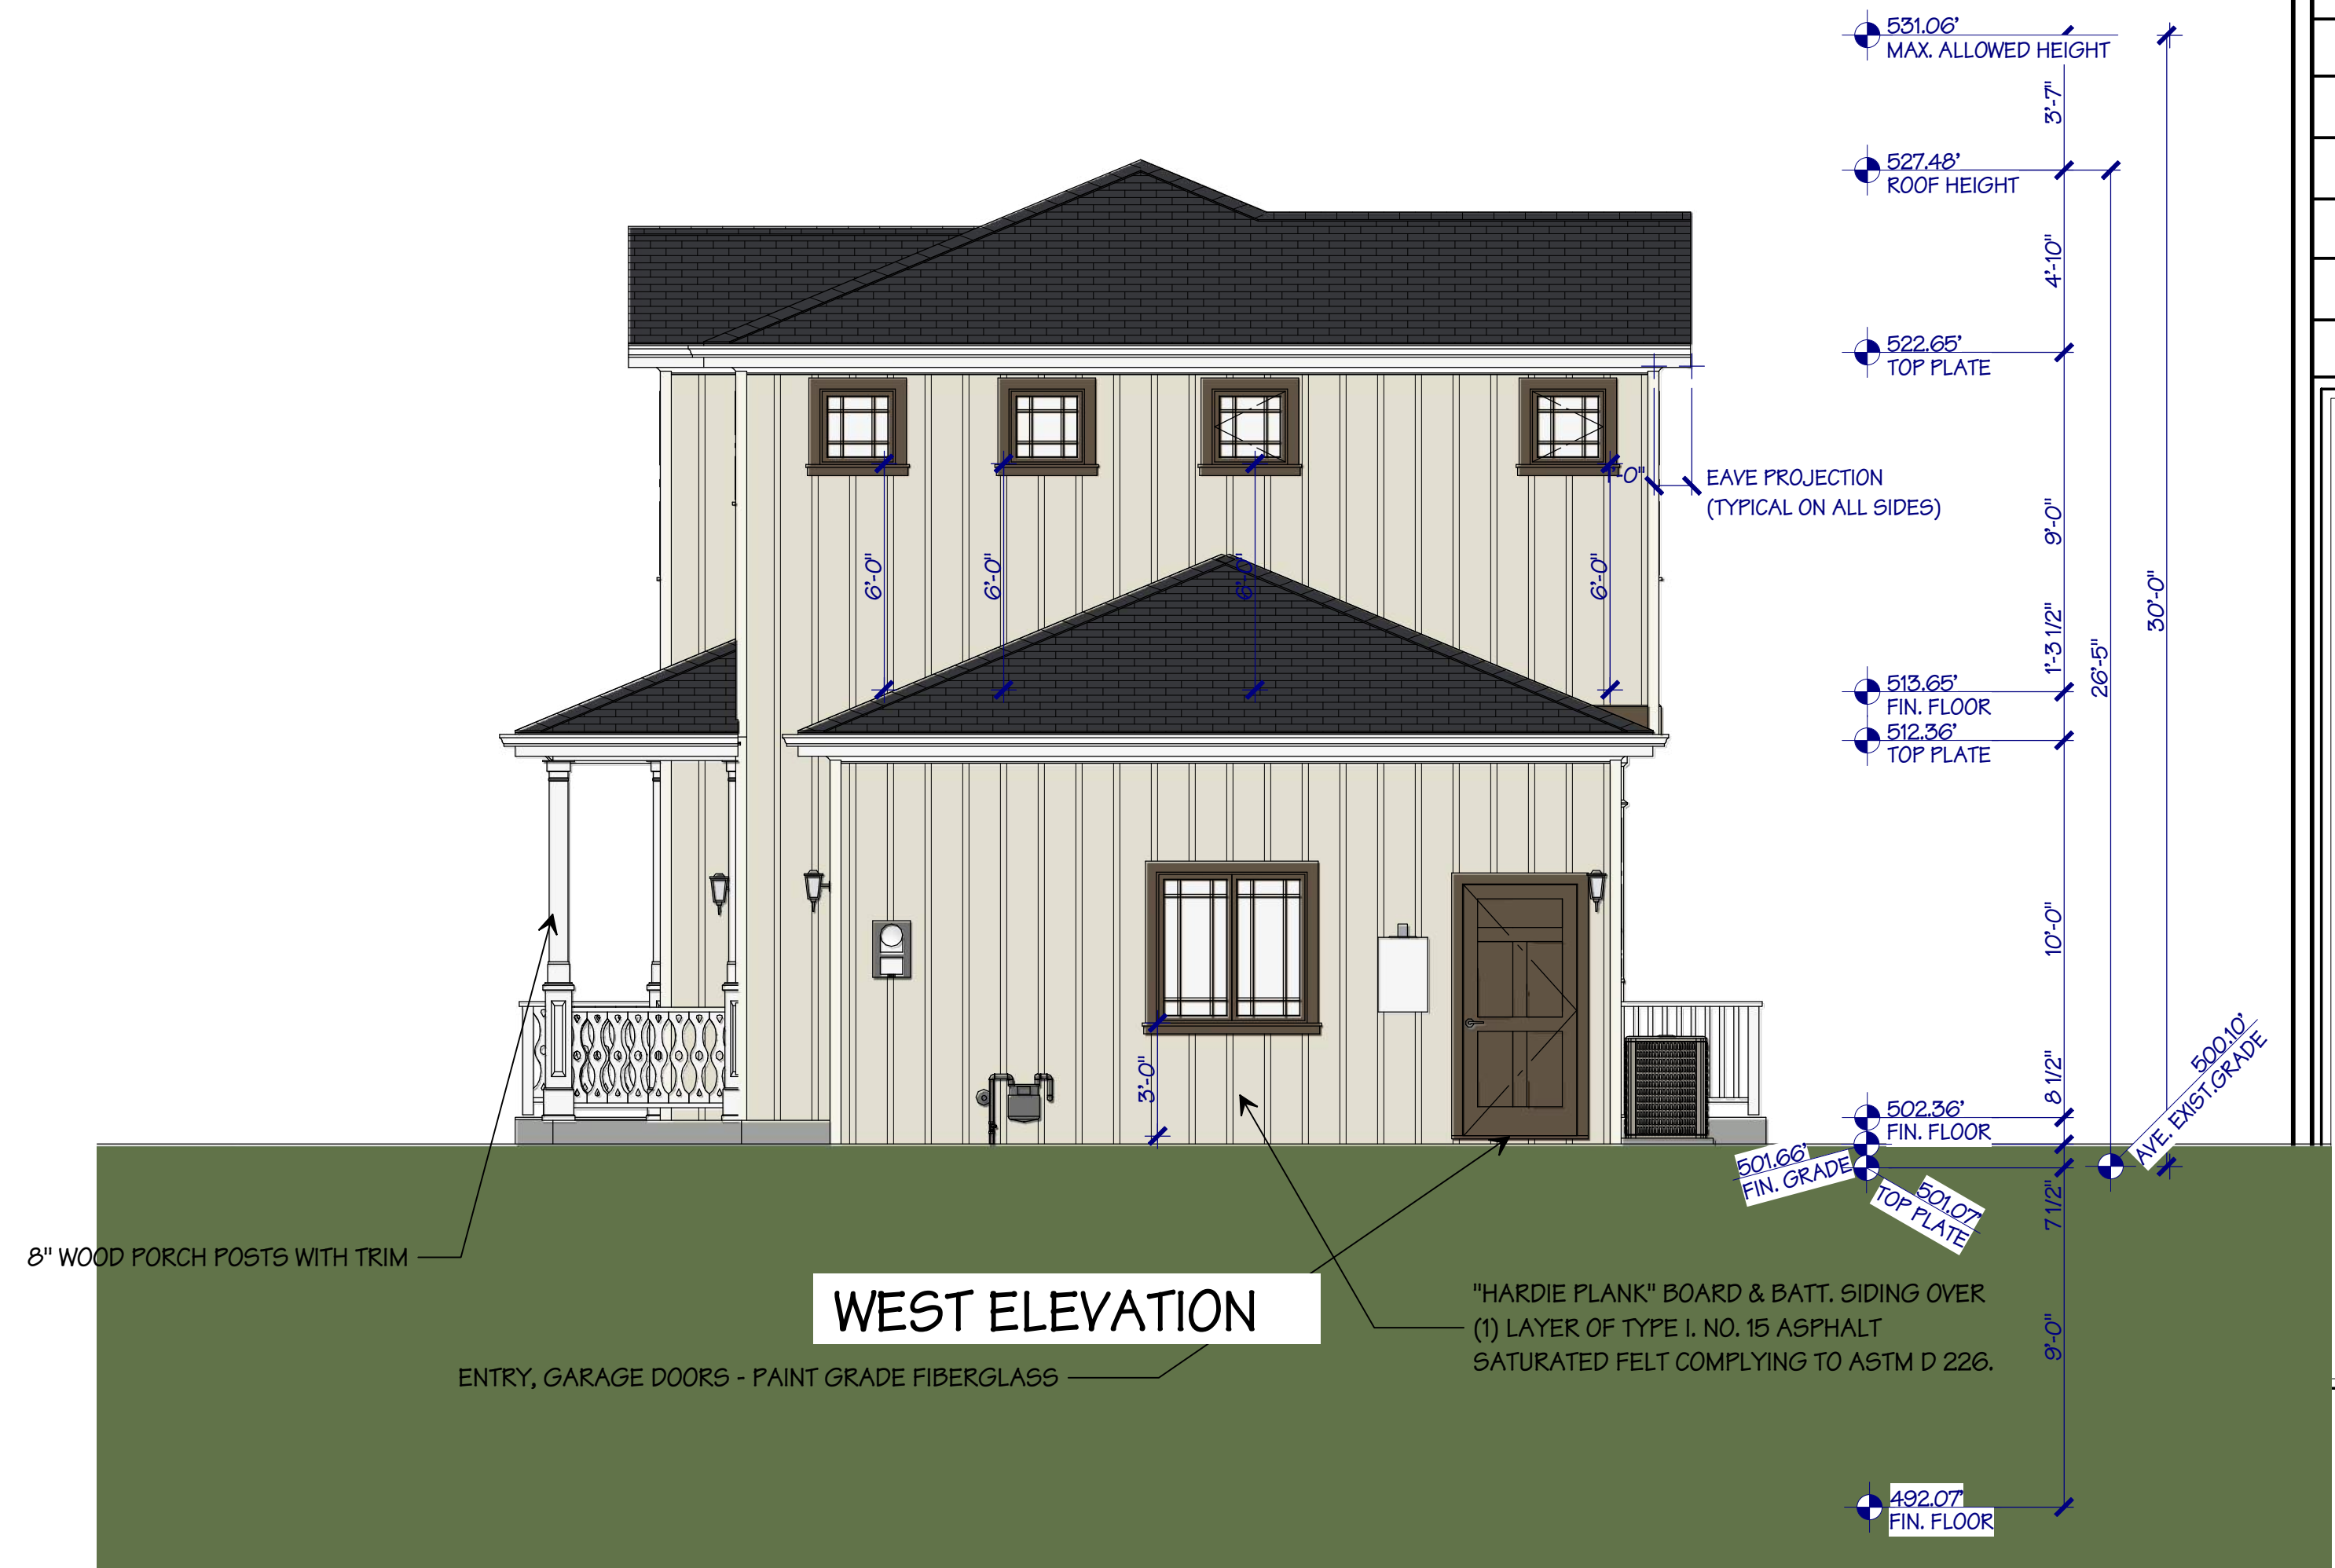 531.06'
MAX. ALLOWED HEIGHT
3'-7"
527.48'
ROOF HEIGHT
4'-10"
522.65'
TOP PLATE
1'-0"
EAVE PROJECTION
(TYPICAL ON ALL SIDES)
9'-0"
6'-0"
6'-0"
6'-0"
6'-0"
30'-0"
1'-3 1/2"
26'-5"
513.65'
FIN. FLOOR
512.36'
TOP PLATE
10'-0"
3'-0"
8 1/2"
500.10'
AVE. EXIST.GRADE
502.36'
FIN. FLOOR
501.66'
FIN. GRADE
501.07'
TOP PLATE
7 1/2"
8" WOOD PORCH POSTS WITH TRIM
WEST ELEVATION
"HARDIE PLANK" BOARD & BATT. SIDING OVER
(1) LAYER OF TYPE I. NO. 15 ASPHALT
SATURATED FELT COMPLYING TO ASTM D 226.
9'-0"
ENTRY, GARAGE DOORS - PAINT GRADE FIBERGLASS
492.07'
FIN. FLOOR